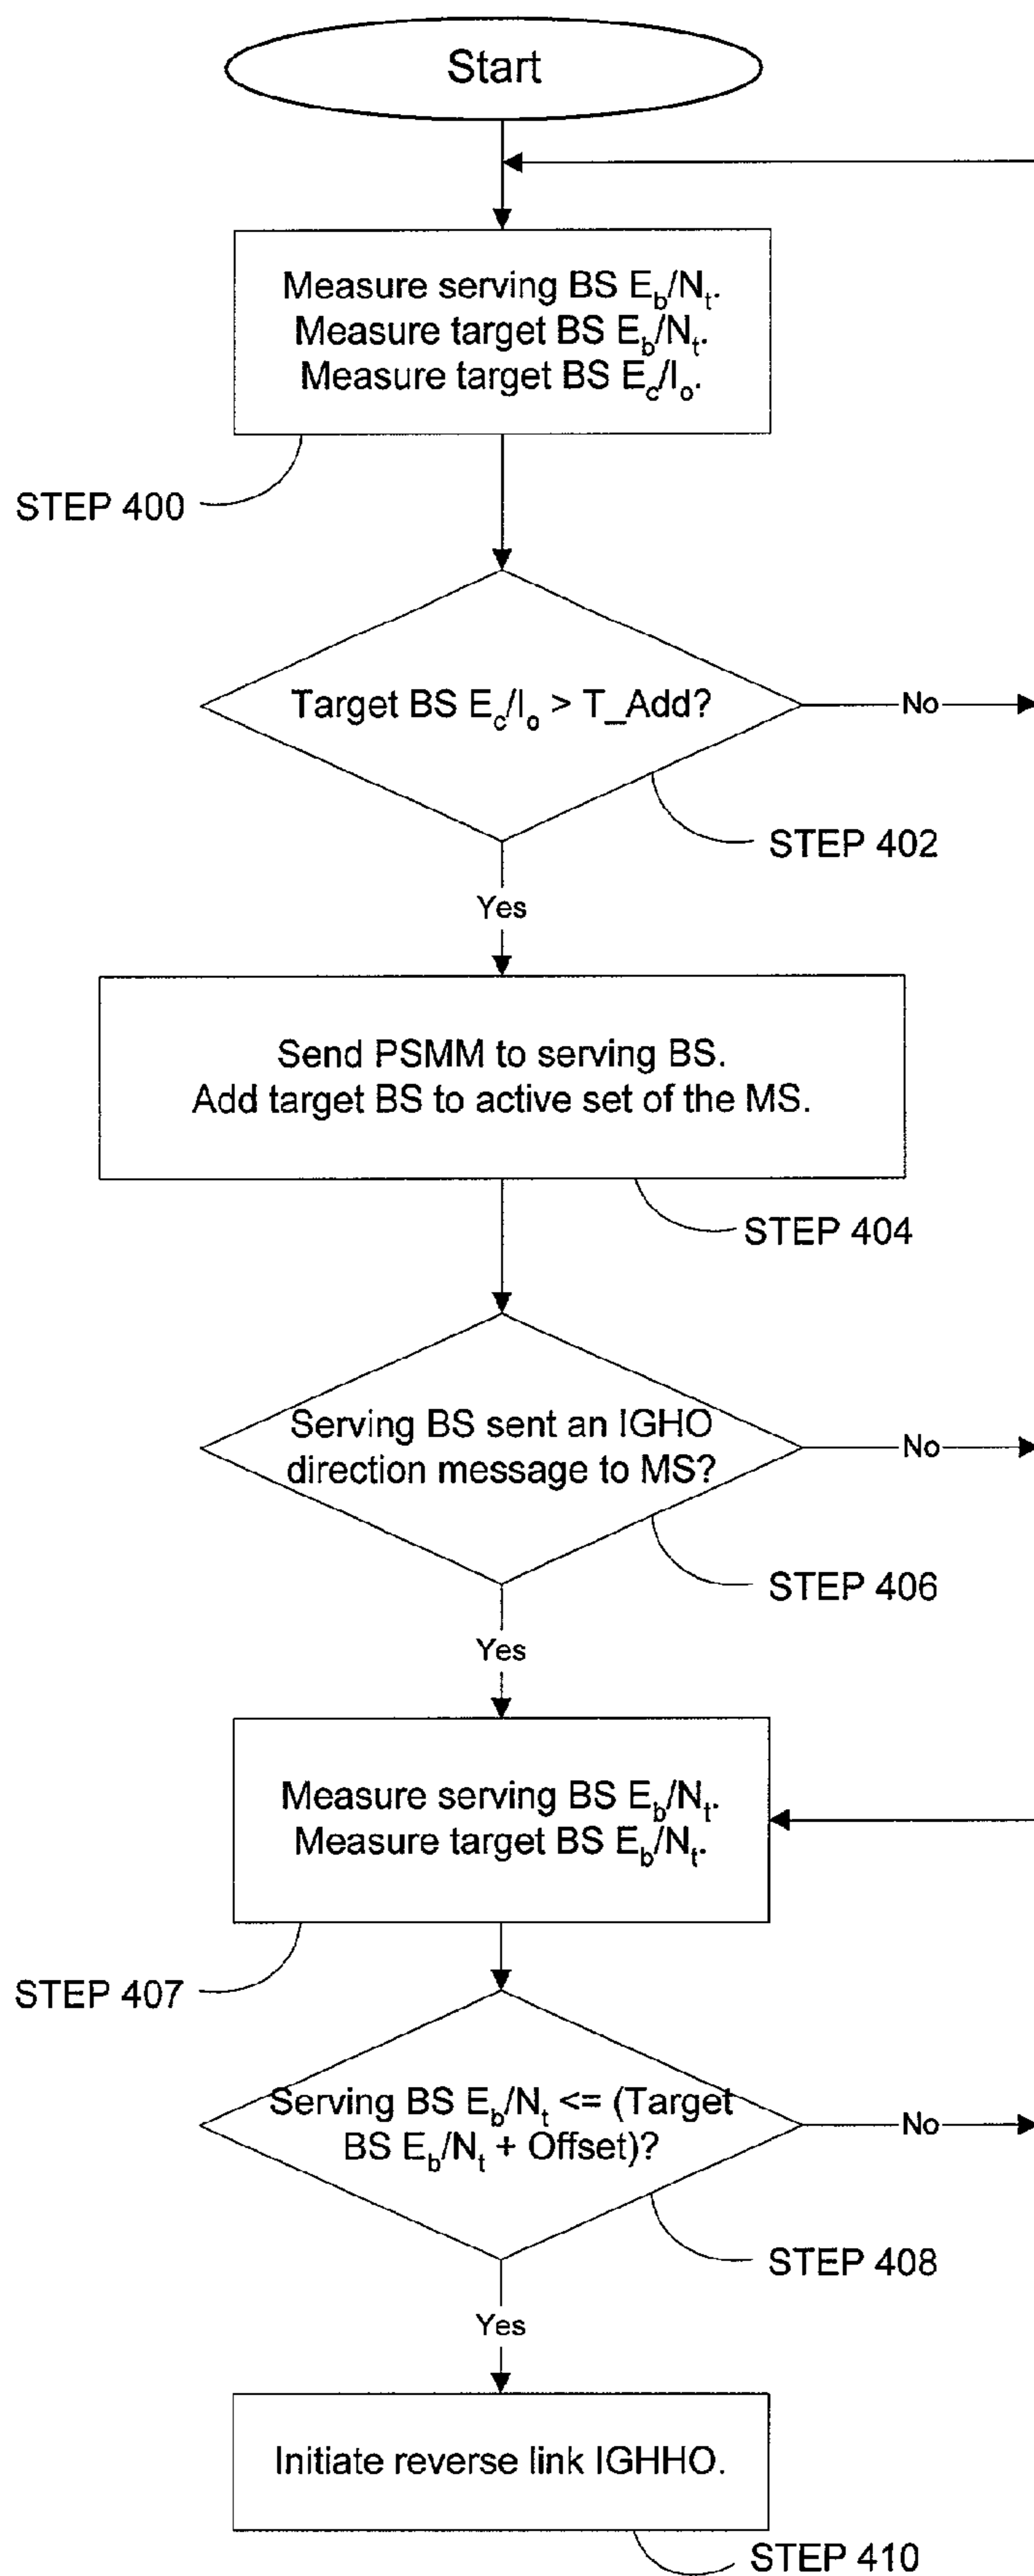 Start
Measure serving BS Eb/Nt.
Measure target BS Eb/Nt.
Measure target BS Ec/Io.
STEP 400
Target BS Ec/Io > T_Add?
No
STEP 402
Yes
Send PSMM to serving BS.
Add target BS to active set of the MS.
STEP 404
Serving BS sent an IGHO
direction message to MS?
No
STEP 406
Yes
Measure serving BS Eb/Nt.
Measure target BS Eb/Nt.
STEP 407
Serving BS Eb/Nt <= (Target
BS Eb/Nt + Offset)?
No
STEP 408
Yes
Initiate reverse link IGHHO.
STEP 410